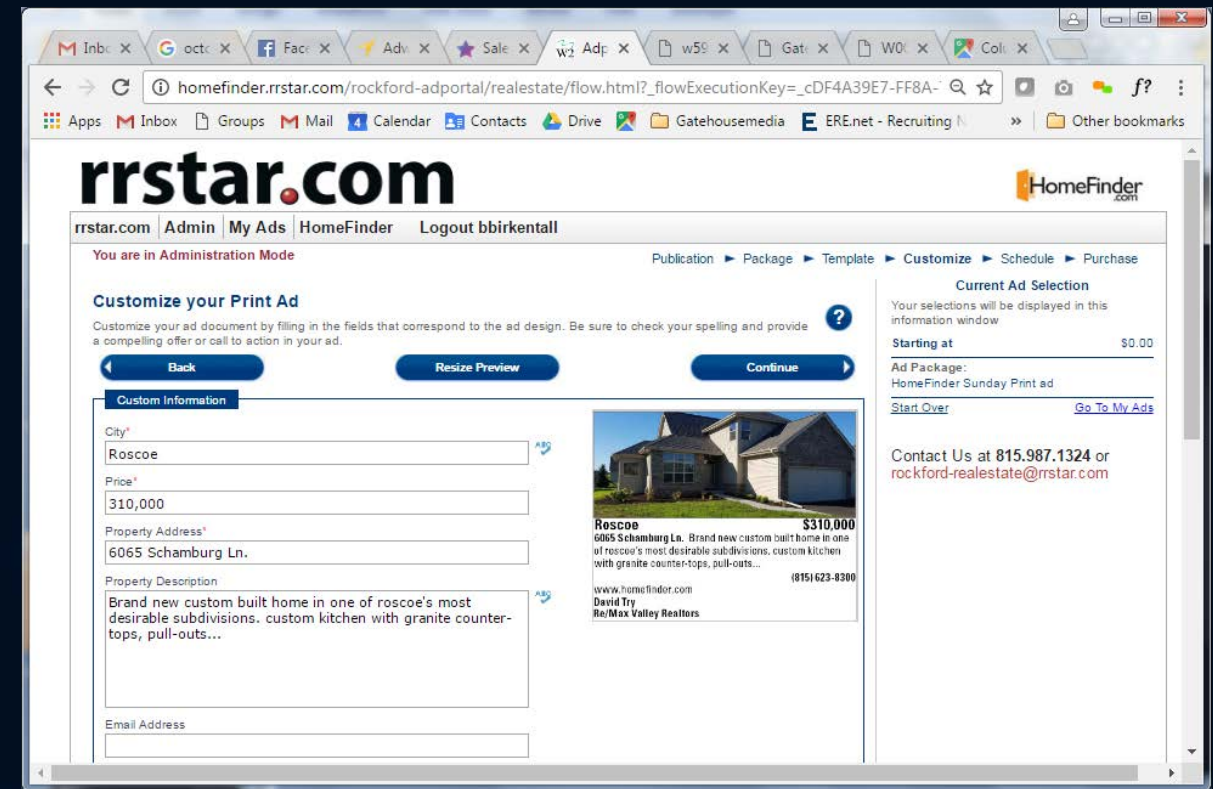 Inbc
octc
Face
Adv
Sale
Adp
w59
Gate
W0
Colu
homefinder.rrstar.com/rockford-adportal/realestate/flow.html?_flowExecutionKey=_cDF4A39E7-FF8A-
f?
Apps Inbox Groups Mail Calendar Contacts Drive Gatehousemedia ERE.net - Recruiting N » Other bookmarks
rrstar.com
HomeFinder.com
rrstar.com Admin My Ads HomeFinder Logout bbirkentall
You are in Administration Mode
Publication ► Package ► Template ► Customize ► Schedule ► Purchase
Customize your Print Ad
Customize your ad document by filling in the fields that correspond to the ad design. Be sure to check your spelling and provide
a compelling offer or call to action in your ad.
?
Back
Resize Preview
Continue
Custom Information
City*
Roscoe
ABC
Price*
310,000
Property Address*
6065 Schamburg Ln.
Property Description
Brand new custom built home in one of roscoe's most
desirable subdivisions. custom kitchen with granite counter-
tops, pull-outs...
ABC
Email Address
Roscoe $310,000
6065 Schamburg Ln. Brand new custom built home in one
of roscoe's most desirable subdivisions. custom kitchen
with granite counter-tops, pull-outs...
(815) 623-8300
www.homefinder.com
David Try
Re/Max Valley Realtors
Current Ad Selection
Your selections will be displayed in this
information window
Starting at $0.00
Ad Package:
HomeFinder Sunday Print ad
Start Over Go To My Ads
Contact Us at 815.987.1324 or
rockford-realestate@rrstar.com